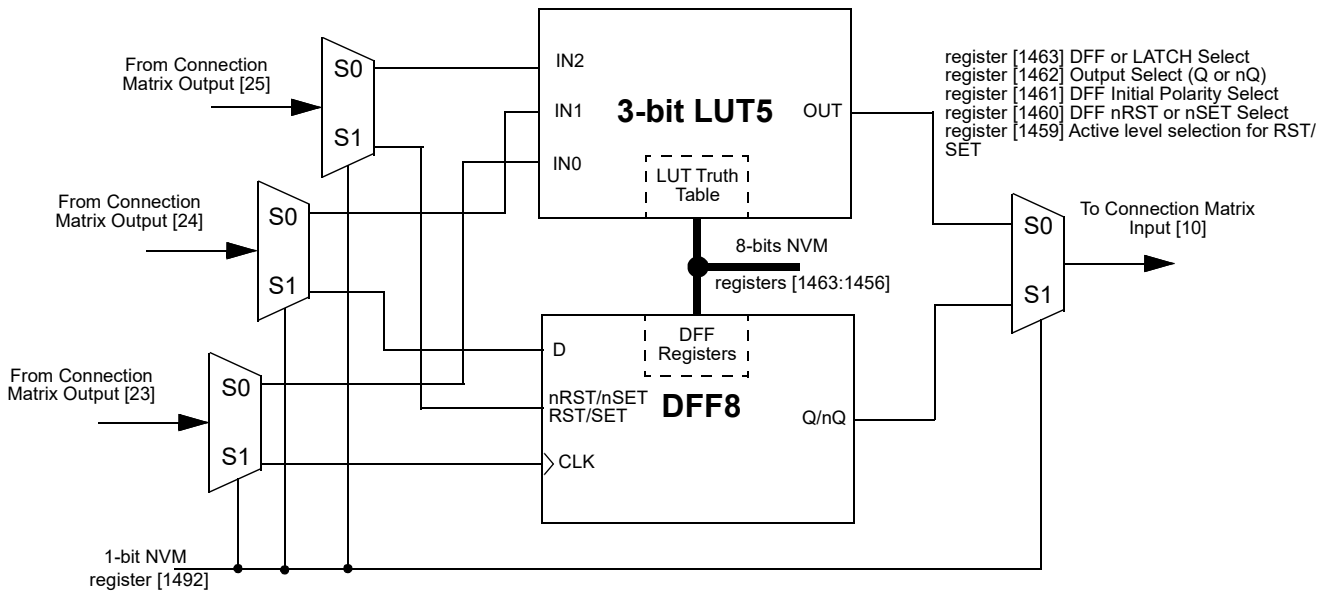 From Connection
Matrix Output [25]
S0
S1
IN2
IN1
IN0
3-bit LUT5
OUT
LUT Truth
Table
register [1463] DFF or LATCH Select
register [1462] Output Select (Q or nQ)
register [1461] DFF Initial Polarity Select
register [1460] DFF nRST or nSET Select
register [1459] Active level selection for RST/
SET
From Connection
Matrix Output [24]
S0
S1
8-bits NVM
registers [1463:1456]
S0
S1
To Connection Matrix
Input [10]
From Connection
Matrix Output [23]
S0
S1
DFF
Registers
D
nRST/nSET
RST/SET
DFF8
Q/nQ
CLK
1-bit NVM
register [1492]